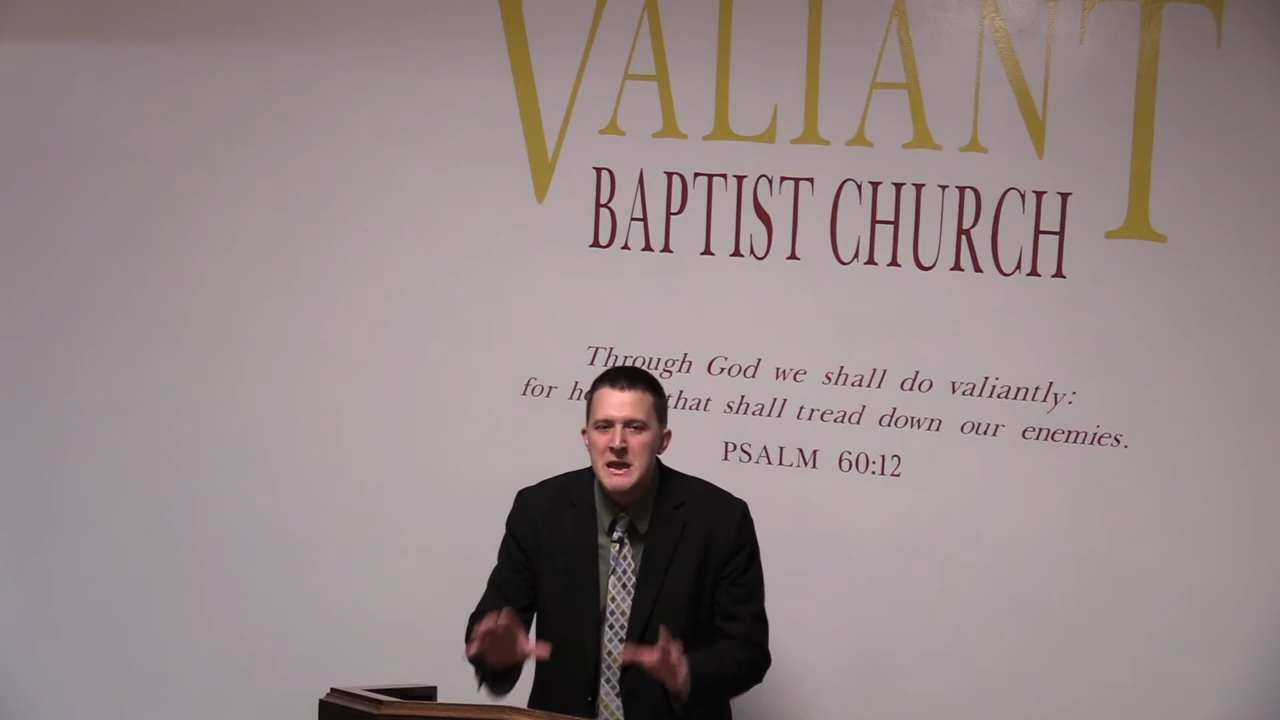 VALIANT
BAPTIST CHURCH
Through God we shall do valiantly:
for that shall tread down our enemies.
PSALM 60:12